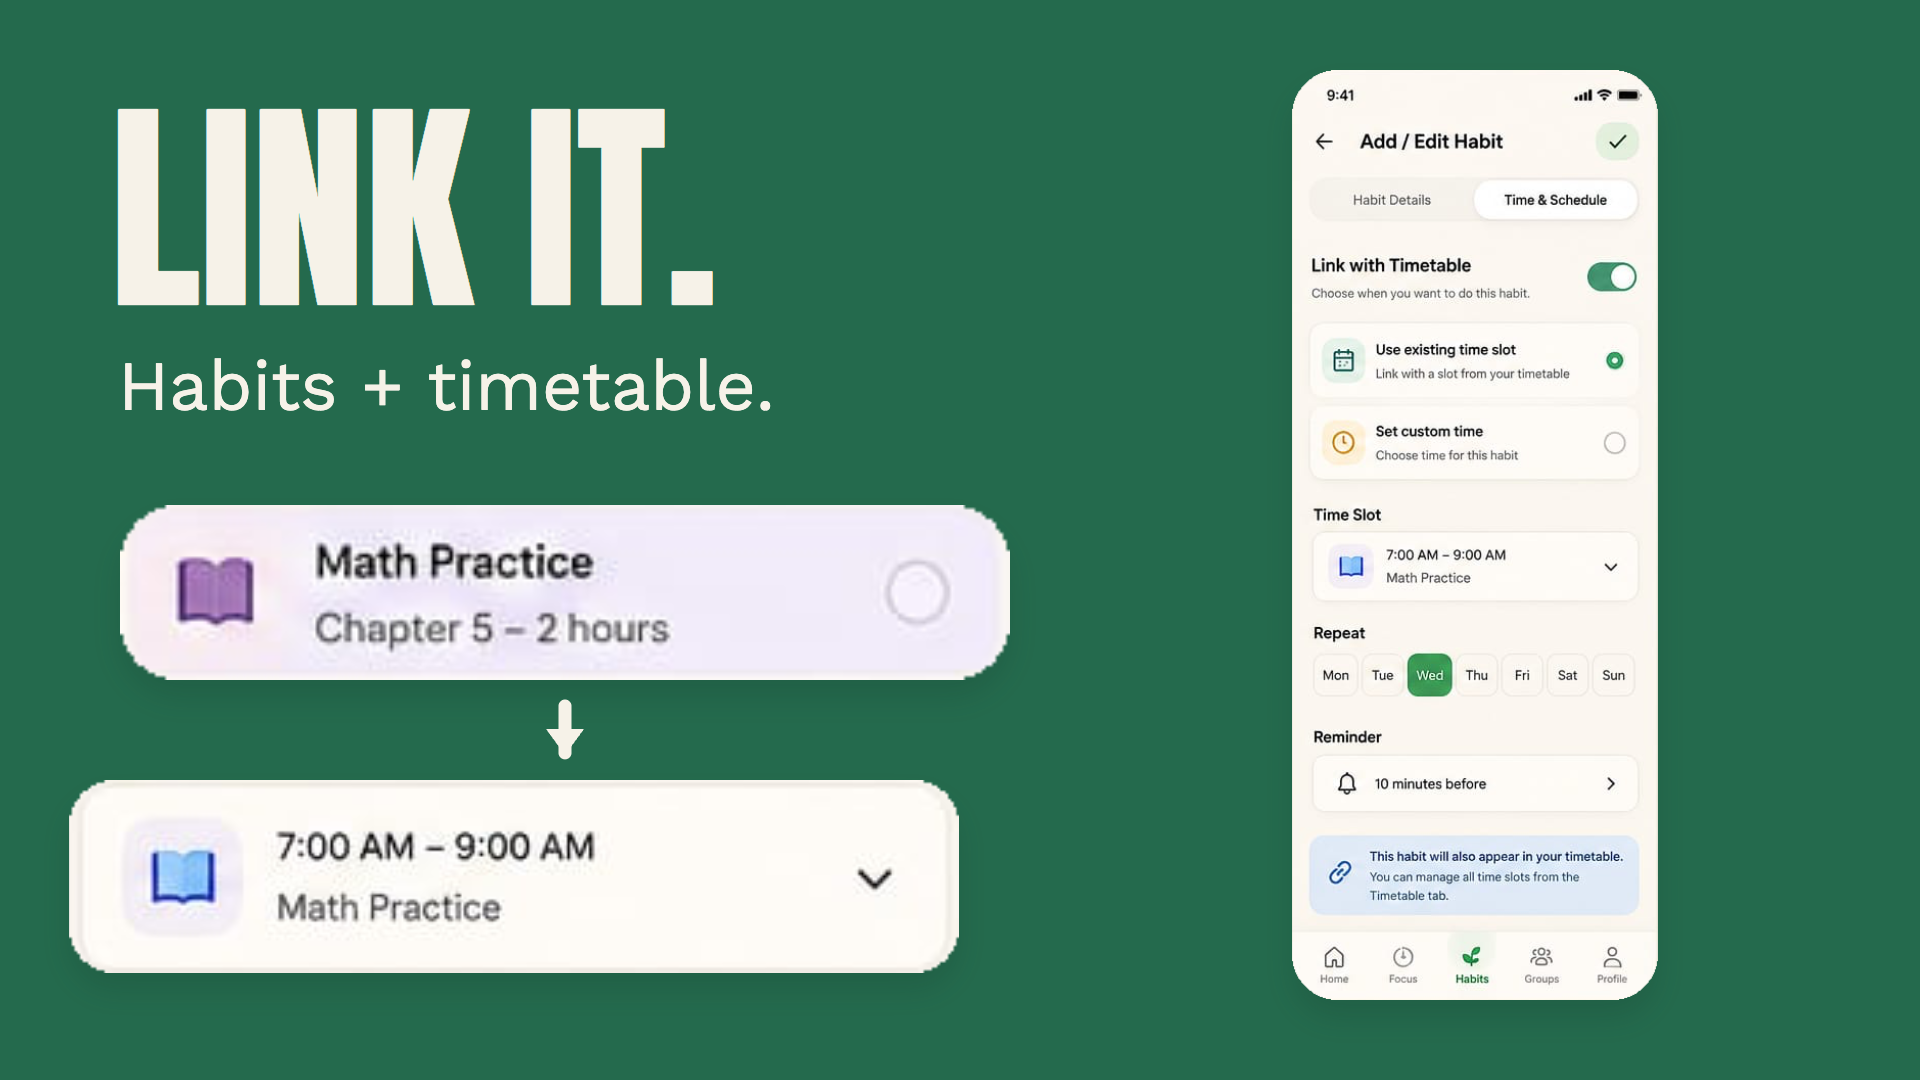 LINK IT.
Habits + timetable.
Math Practice
Chapter 5 – 2 hours
7:00 AM – 9:00 AM
Math Practice
9:41
Add / Edit Habit
Habit Details
Time & Schedule
Link with Timetable
Choose when you want to do this habit.
Use existing time slot
Link with a slot from your timetable
Set custom time
Choose time for this habit
Time Slot
7:00 AM – 9:00 AM
Math Practice
Repeat
Mon Tue Wed Thu Fri Sat Sun
Reminder
10 minutes before
This habit will also appear in your timetable.
You can manage all time slots from the
Timetable tab.
Home Focus Habits Groups Profile